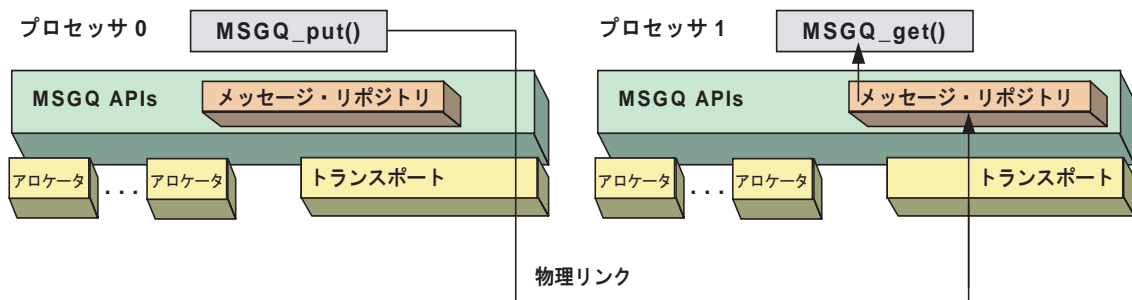 プロセッサ 0
MSGQ_put()
MSGQ APIs
メッセージ・リポジトリ
アロケータ
. . .
アロケータ
トランスポート
プロセッサ 1
MSGQ_get()
MSGQ APIs
メッセージ・リポジトリ
アロケータ
. . .
アロケータ
トランスポート
物理リンク